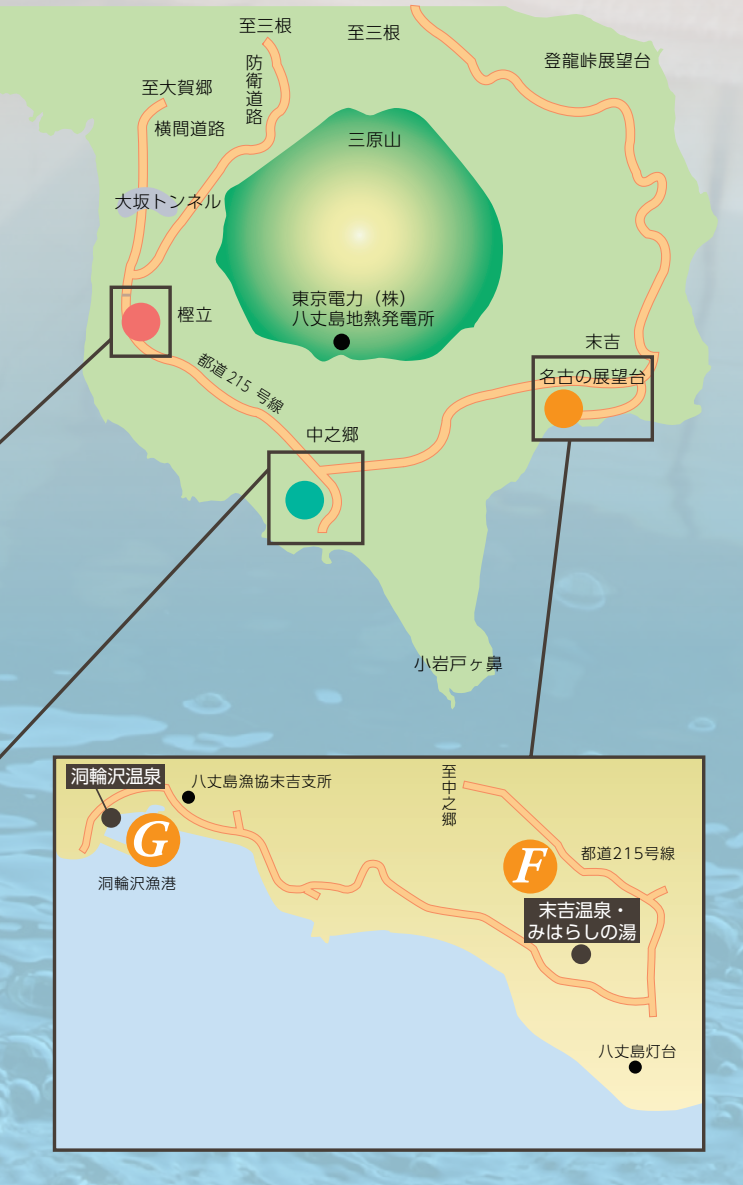 至三根
至三根
防衛道路
登龍峠展望台
至大賀郷
横間道路
三原山
大坂トンネル
東京電力（株）
八丈島地熱発電所
樫立
末吉
都道215 号線
名古の展望台
中之郷
小岩戸ヶ鼻
洞輪沢温泉
八丈島漁協末吉支所
至中之郷
G
F
都道215号線
洞輪沢漁港
末吉温泉・
みはらしの湯
八丈島灯台